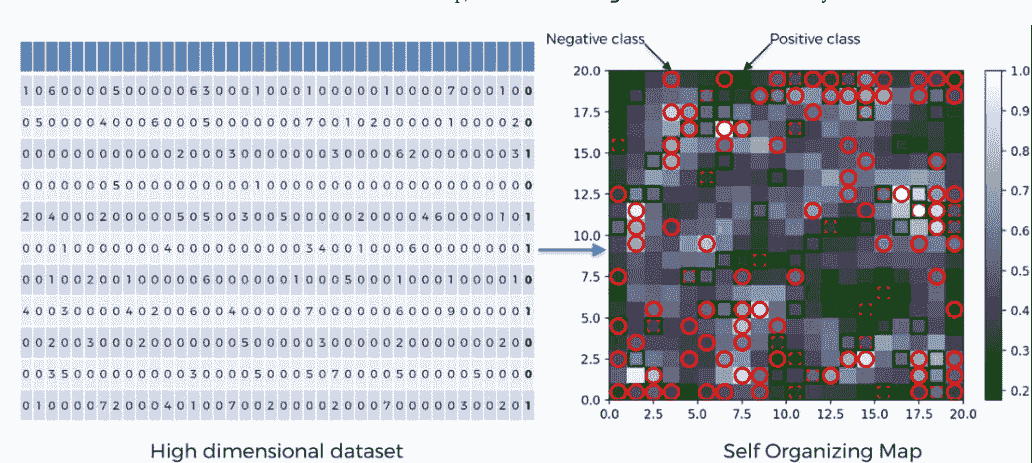 Negative class
Positive class
1 0 6 0 0 0 0 5 0 0 0 0 0 6 3 0 0 0 1 0 0 0 1 0 0 0 0 0 1 0 0 0 0 7 0 0 0 1 0 0
0 5 0 0 0 0 4 0 0 0 6 0 0 0 5 0 0 0 0 0 0 0 7 0 0 1 0 2 0 0 0 0 0 1 0 0 0 0 2 0
0 0 0 0 0 0 0 0 0 0 0 0 2 0 0 0 3 0 0 0 0 0 0 0 3 0 0 0 0 6 2 0 0 0 0 0 0 0 3 1
0 0 0 0 0 0 0 5 0 0 0 0 0 0 0 0 0 0 1 0 0 0 0 0 0 0 0 0 0 0 0 0 0 0 0 0 0 0 0 0
2 0 4 0 0 0 2 0 0 0 0 0 5 0 5 0 0 3 0 0 5 0 0 0 0 0 2 0 0 0 0 4 6 0 0 0 0 1 0 1
0 0 0 1 0 0 0 0 0 0 0 4 0 0 0 0 0 0 0 0 0 0 3 4 0 0 1 0 0 0 6 0 0 0 0 0 0 0 0 1
0 0 1 0 0 2 0 0 1 0 0 0 0 0 6 0 0 0 0 0 0 1 0 0 0 5 0 0 0 1 0 0 0 1 0 0 0 0 1 0
4 0 0 3 0 0 0 0 4 0 2 0 0 6 0 0 4 0 0 0 0 0 7 0 0 0 0 0 0 6 0 0 0 9 0 0 0 0 0 1
0 0 2 0 0 3 0 0 0 2 0 0 0 0 0 0 0 5 0 0 0 0 0 3 0 0 0 0 0 2 0 0 0 0 0 0 0 0 2 0
0 0 3 5 0 0 0 0 0 0 0 0 0 3 0 0 0 0 5 0 0 0 5 0 7 0 0 0 0 5 0 0 0 0 0 5 0 0 0 0
0 1 0 0 0 0 7 2 0 0 0 4 0 1 0 0 7 0 0 2 0 0 0 0 2 0 0 0 7 0 0 0 0 0 3 0 0 2 0 1
High dimensional dataset
20.0
17.5
15.0
12.5
10.0
7.5
5.0
2.5
0.0
0.0 2.5 5.0 7.5 10.0 12.5 15.0 17.5 20.0
1.0
0.9
0.8
0.7
0.6
0.5
0.4
0.3
0.2
Self Organizing Map